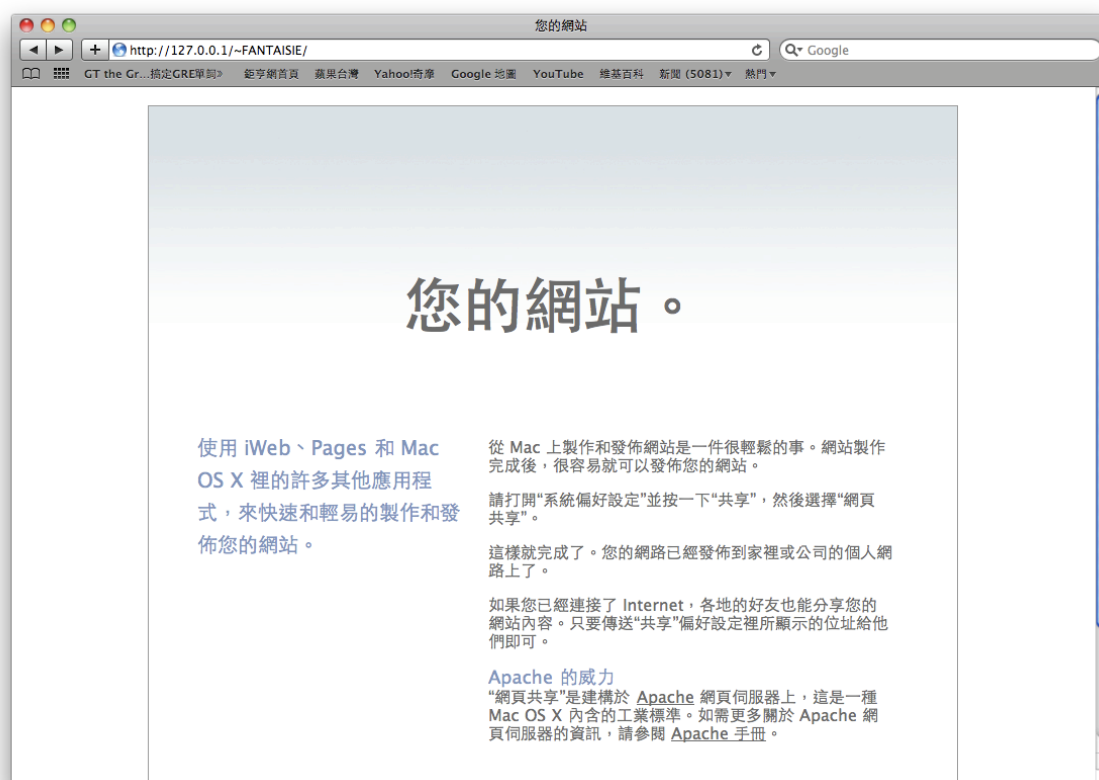 您的網站
http://127.0.0.1/~FANTAISIE/
Google
GT the Gr...搞定GRE單詞》 鉅亨網首頁 蘋果台灣 Yahoo!奇摩 Google 地圖 YouTube 維基百科 新聞 (5081)▾ 熱門▾
您的網站。
使用 iWeb、Pages 和 Mac
OS X 裡的許多其他應用程
式，來快速和輕易的製作和發
佈您的網站。
從 Mac 上製作和發佈網站是一件很輕鬆的事。網站製作
完成後，很容易就可以發佈您的網站。
請打開“系統偏好設定”並按一下“共享”，然後選擇“網頁
共享”。
這樣就完成了。您的網路已經發佈到家裡或公司的個人網
路上了。
如果您已經連接了 Internet，各地的好友也能分享您的
網站內容。只要傳送“共享”偏好設定裡所顯示的位址給他
們即可。
Apache 的威力
“網頁共享”是建構於 Apache 網頁伺服器上，這是一種
Mac OS X 內含的工業標準。如需更多關於 Apache 網
頁伺服器的資訊，請參閱 Apache 手冊。